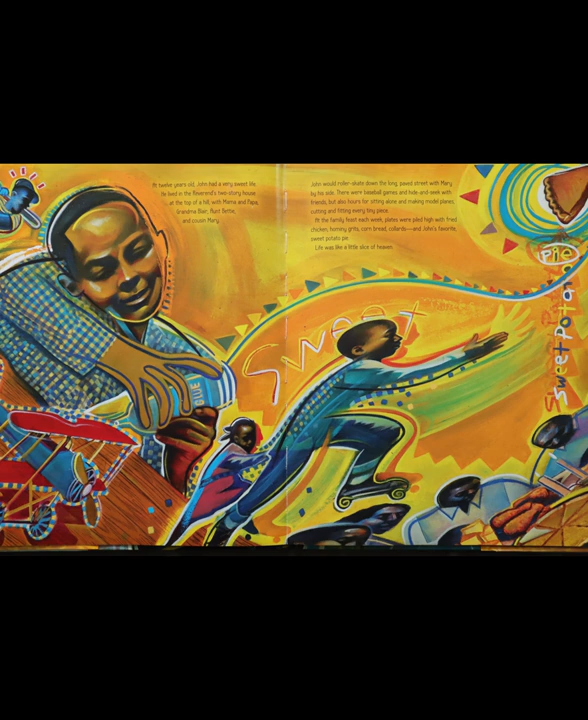 At twelve years old, John had a very sweet life.
He lived in the Reverend's two-story house
at the top of a hill, with Mama and Papa,
Grandma Blair, Aunt Bettie,
and cousin Mary.
John would roller-skate down the long, paved street with Mary
by his side. There were baseball games and hide-and-seek with
friends, but also hours for sitting alone and making model planes,
cutting and fitting every tiny piece.
At the family feast each week, plates were piled high with fried
chicken, hominy grits, corn bread, collards—and John's favorite,
sweet potato pie.
Life was like a little slice of heaven.
Sweet
GLUE
Sweet potato
Pie